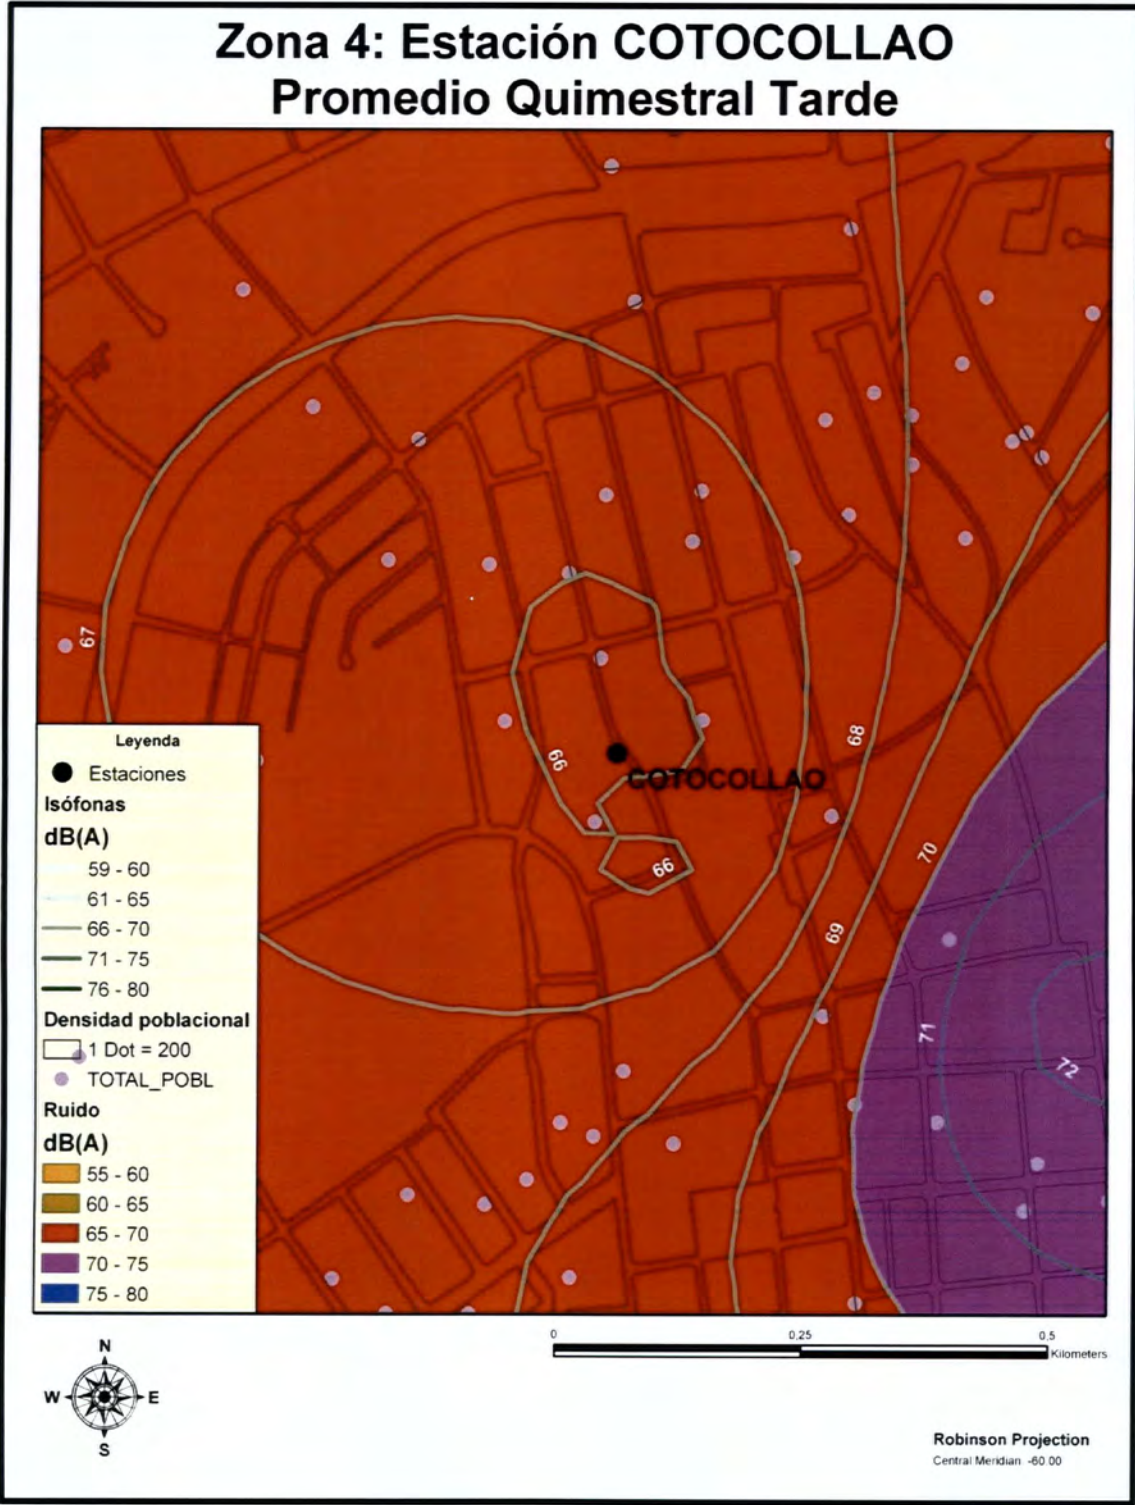 Zona 4: Estación COTOCOLLAO
Promedio Quimestral Tarde
67
66
COTOCOLLAO
66
68
69
70
71
72
Leyenda
Estaciones
Isófonas
dB(A)
59 - 60
61 - 65
66 - 70
71 - 75
76 - 80
Densidad poblacional
1 Dot = 200
TOTAL_POBL
Ruido
dB(A)
55 - 60
60 - 65
65 - 70
70 - 75
75 - 80
N
W E
S
0 0,25 0,5
Kilometers
Robinson Projection
Central Meridian: -60.00